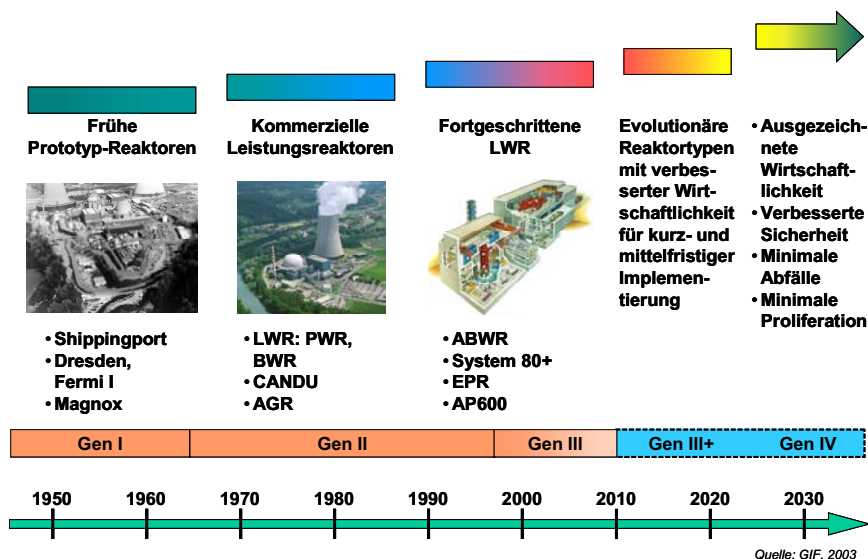 Frühe
Prototyp-Reaktoren
Kommerzielle
Leistungsreaktoren
Fortgeschrittene
LWR
Evolutionäre
Reaktortypen
mit verbes-
serter Wirt-
schaftlichkeit
für kurz- und
mittelfristiger
Implemen-
tierung
• Ausgezeich-
nete
Wirtschaft-
lichkeit
• Verbesserte
Sicherheit
• Minimale
Abfälle
• Minimale
Proliferation
• Shippingport
• Dresden,
Fermi I
• Magnox
• LWR: PWR,
BWR
• CANDU
• AGR
• ABWR
• System 80+
• EPR
• AP600
Gen I Gen II Gen III Gen III+ Gen IV
1950 1960 1970 1980 1990 2000 2010 2020 2030
Quelle: GIF, 2003